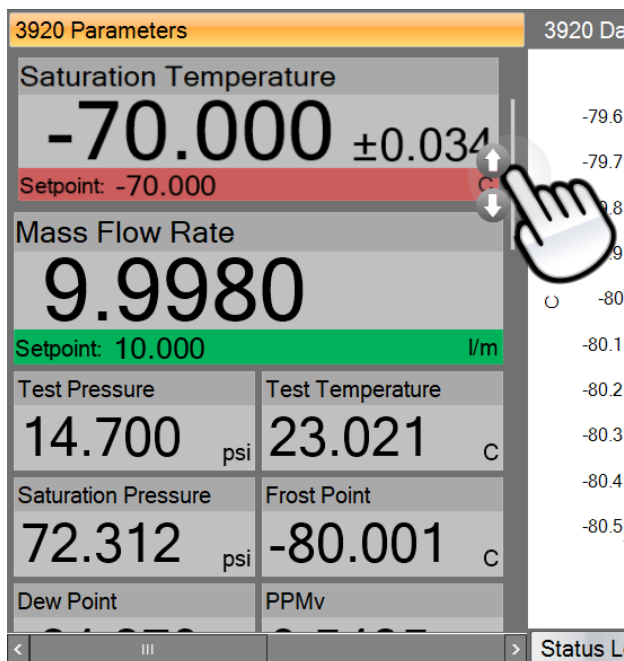 3920 Parameters
3920 Da
Saturation Temperature
-70.000 ±0.034
Setpoint: -70.000 C
Mass Flow Rate
9.9980
Setpoint: 10.000 l/m
Test Pressure
14.700 psi
Test Temperature
23.021 C
Saturation Pressure
72.312 psi
Frost Point
-80.001 C
Dew Point
PPMv
-79.6
-79.7
9.8
.9
-80
C
-80.1
-80.2
-80.3
-80.4
-80.5
Status L